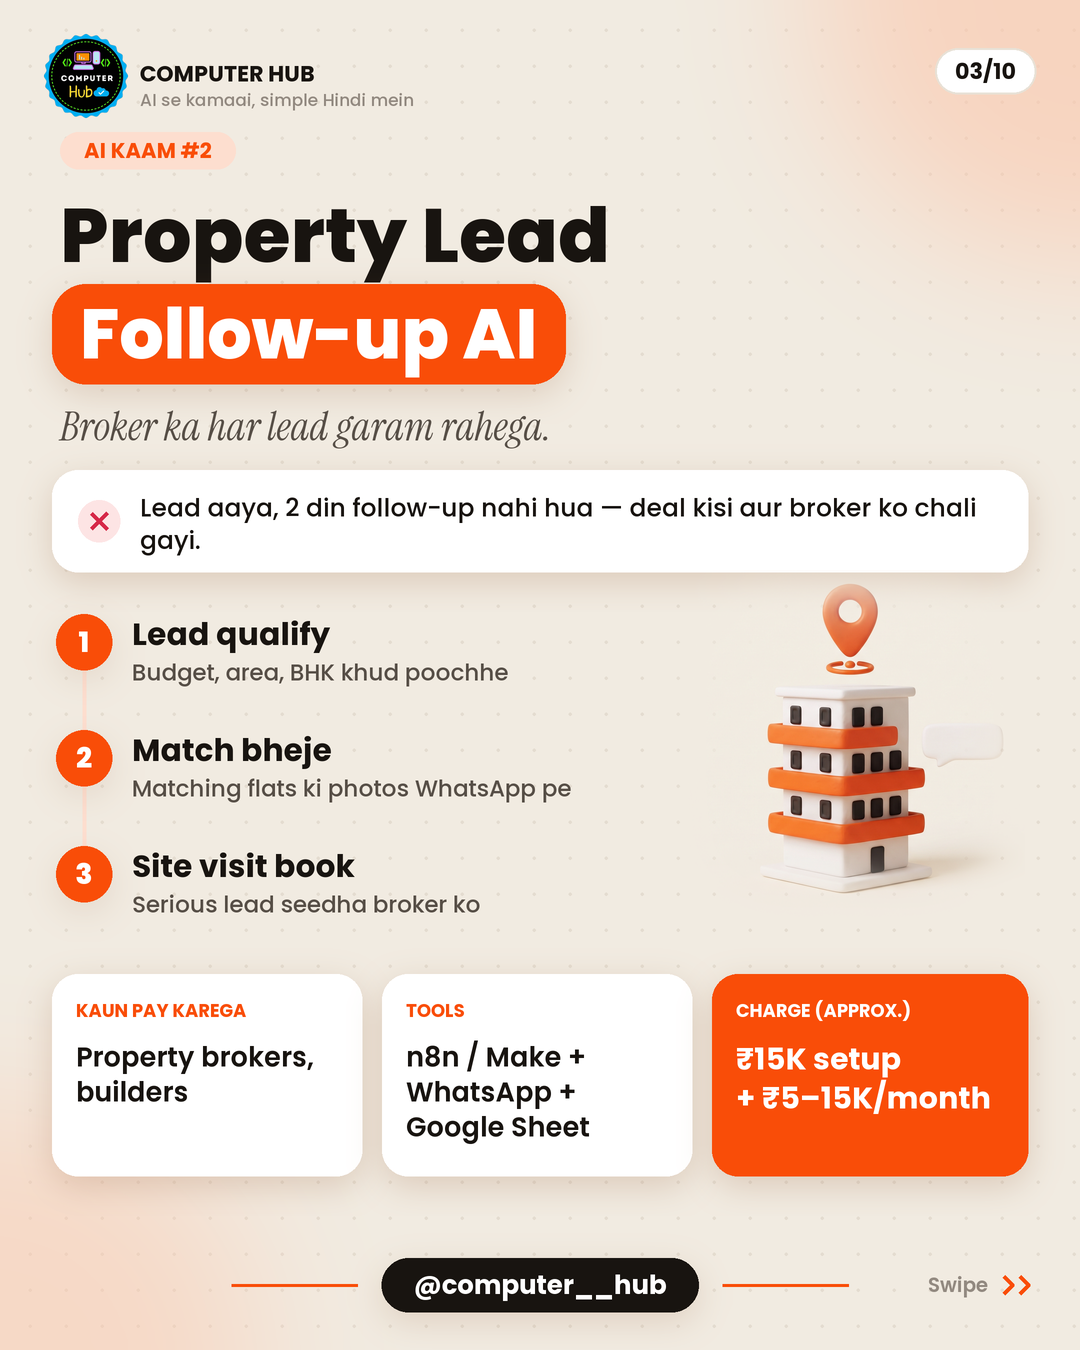 COMPUTER
Hub
COMPUTER HUB
AI se kamaai, simple Hindi mein
03/10
AI KAAM #2
Property Lead
Follow-up AI
Broker ka har lead garam rahega.
Lead aaya, 2 din follow-up nahi hua — deal kisi aur broker ko chali
gayi.
1
Lead qualify
Budget, area, BHK khud poochhe
2
Match bheje
Matching flats ki photos WhatsApp pe
3
Site visit book
Serious lead seedha broker ko
KAUN PAY KAREGA
Property brokers,
builders
TOOLS
n8n / Make +
WhatsApp +
Google Sheet
CHARGE (APPROX.)
₹15K setup
+ ₹5–15K/month
@computer__hub
Swipe